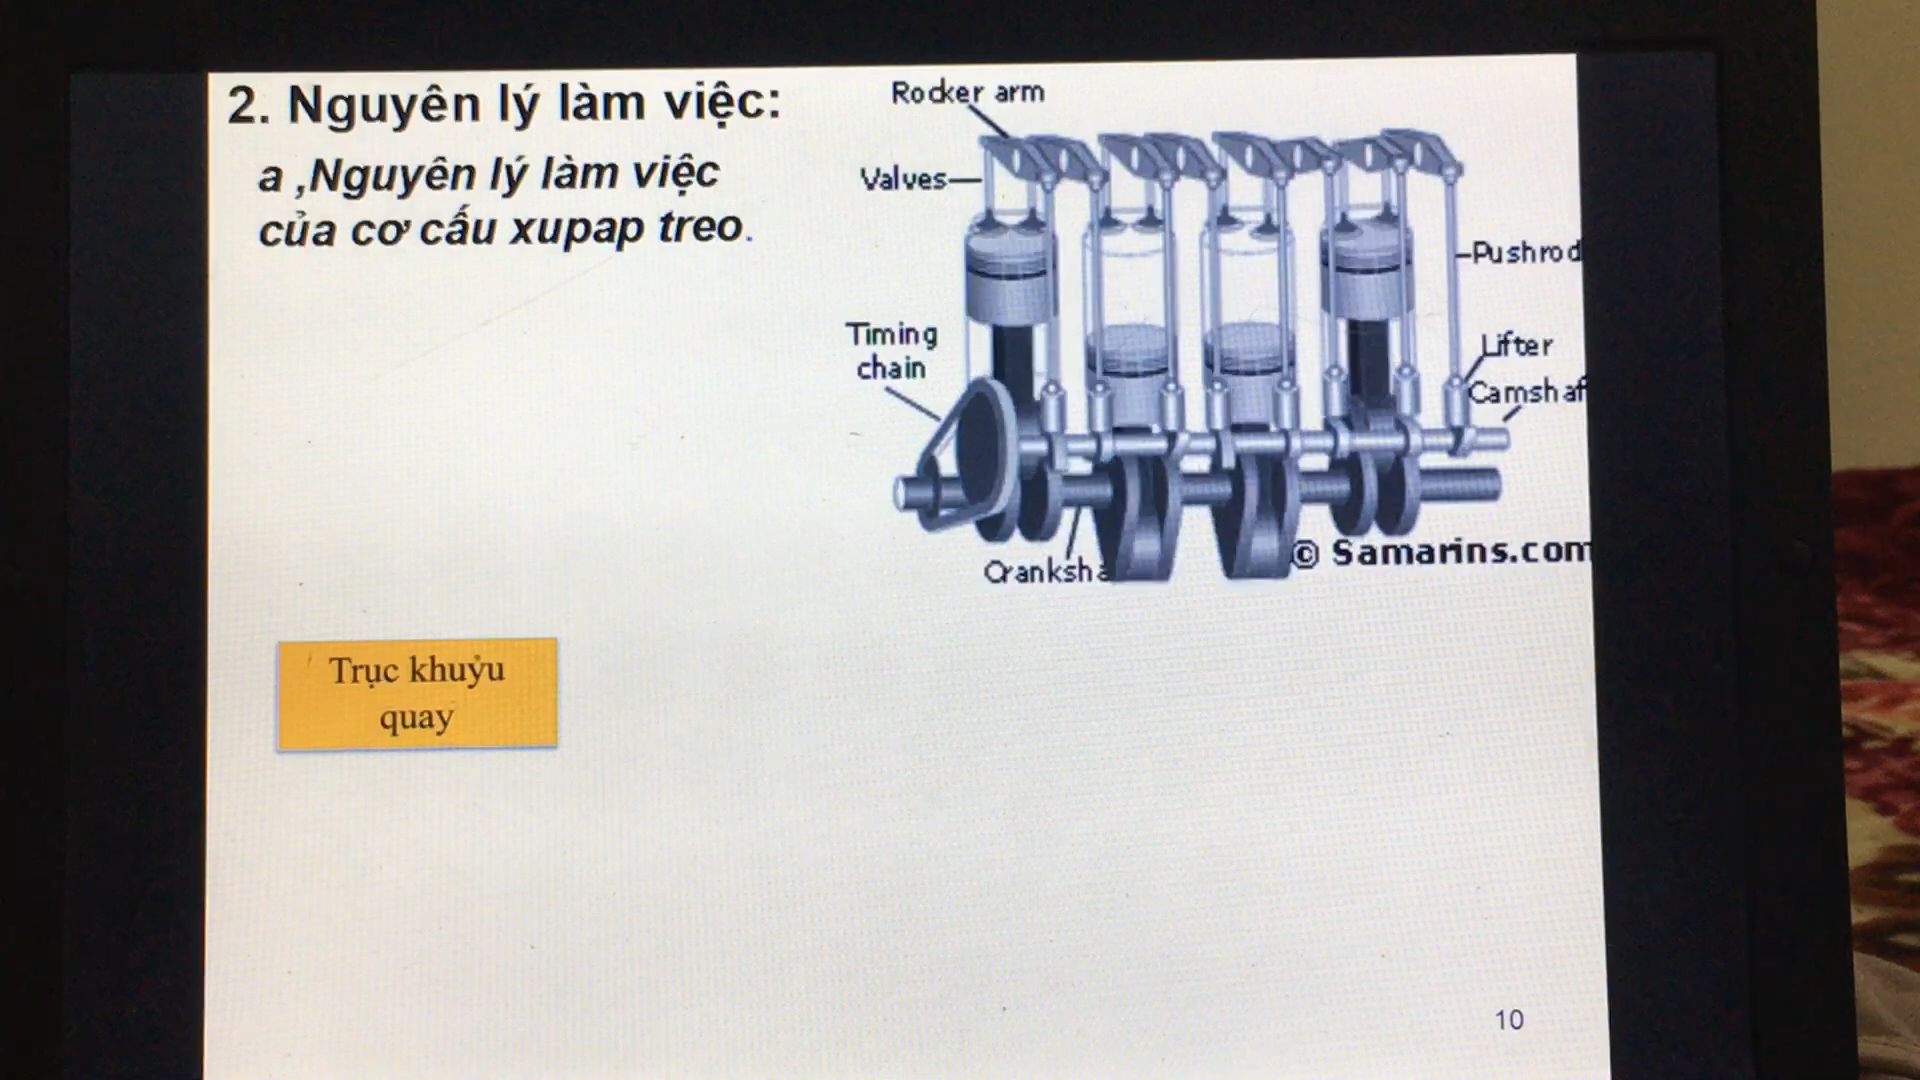 2. Nguyên lý làm việc:
a ,Nguyên lý làm việc
của cơ cấu xupap treo.
Rocker arm
Valves
Pushrod
Timing
chain
Lifter
Camshaf
Cranksha
© Samarins.com
Trục khuỷu
quay
10